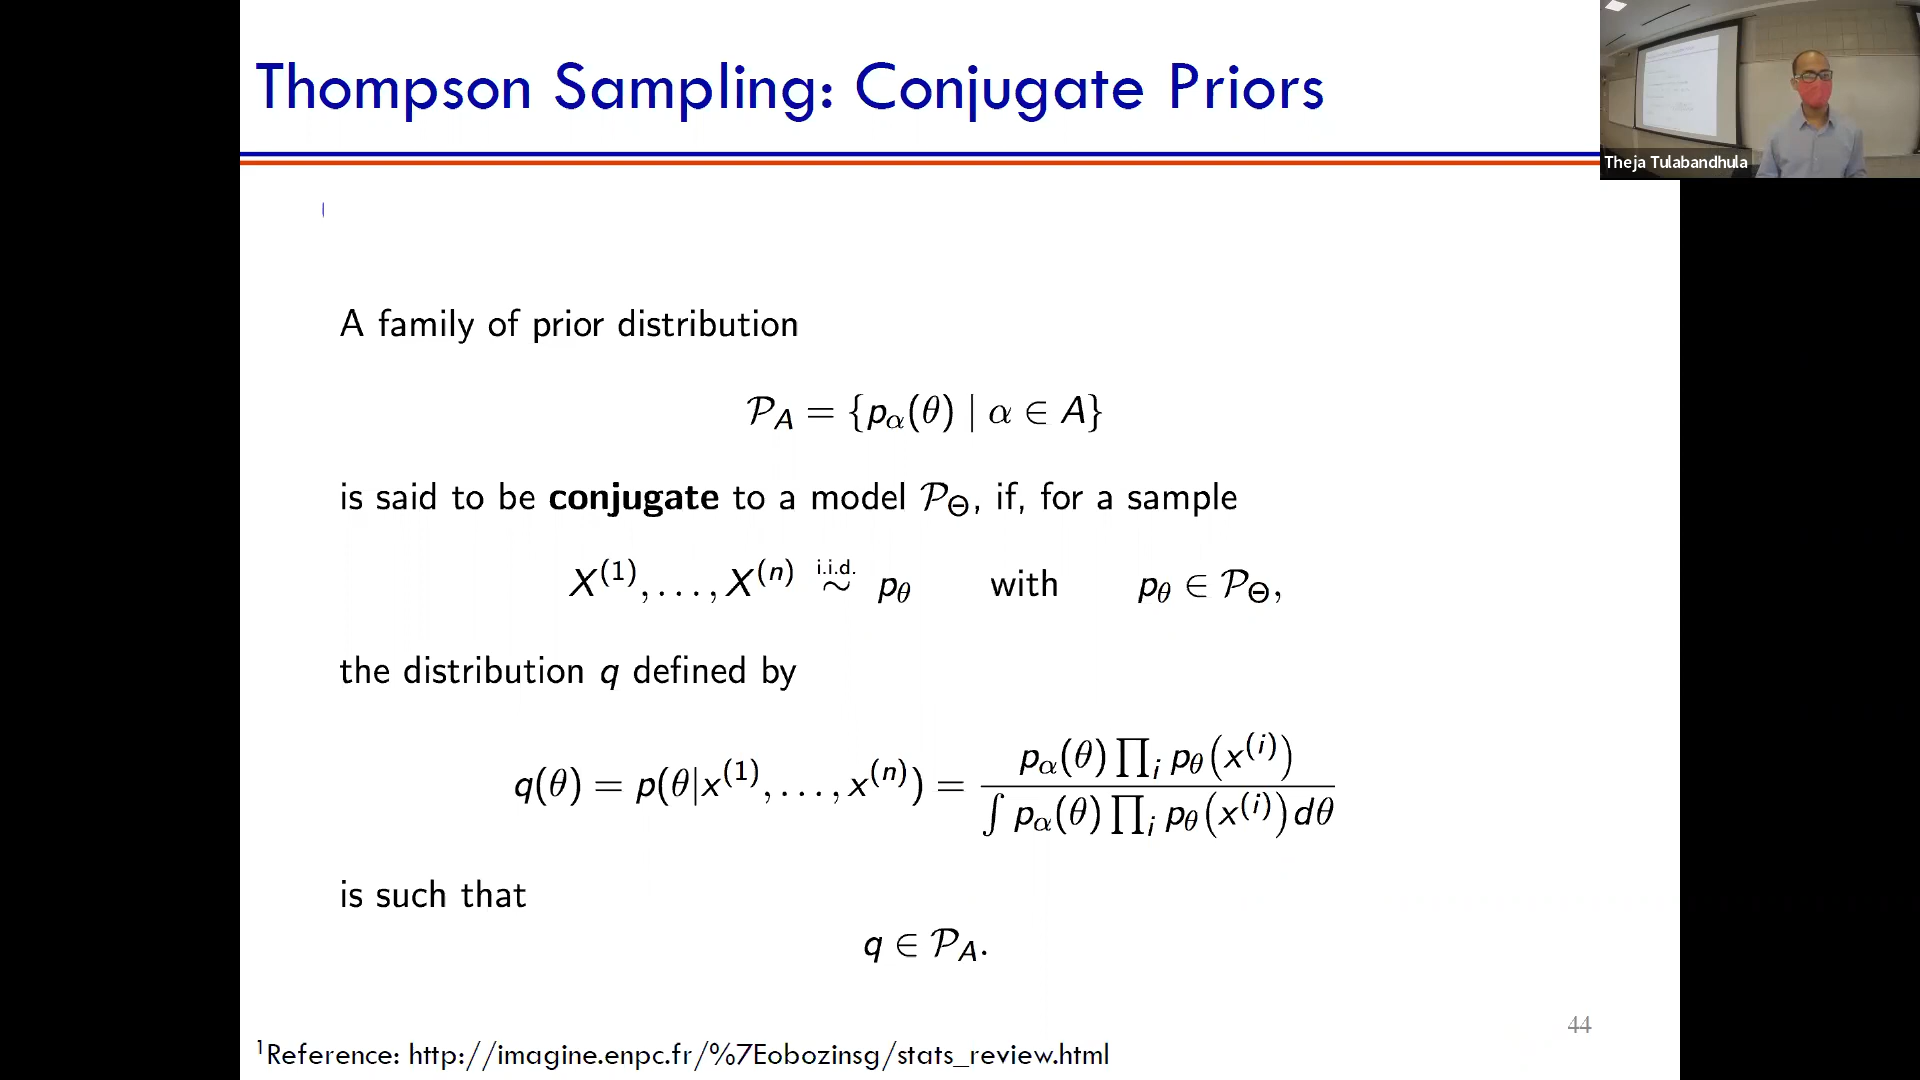 Thompson Sampling: Conjugate Priors
Theja Tulabandhula
A family of prior distribution
𝒫_A = {p_α(θ) | α ∈ A}
is said to be conjugate to a model 𝒫_Θ, if, for a sample
X^(1), . . . , X^(n) i.i.d. ∼ p_θ with p_θ ∈ 𝒫_Θ,
the distribution q defined by
q(θ) = p(θ|x^(1), . . . , x^(n)) = p_α(θ) ∏_i p_θ(x^(i)) / ∫ p_α(θ) ∏_i p_θ(x^(i)) dθ
is such that
q ∈ 𝒫_A.
44
¹Reference: http://imagine.enpc.fr/%7Eobozinsg/stats_review.html